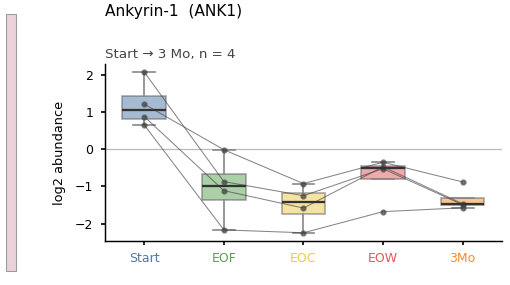 Ankyrin-1 (ANK1)
Start → 3 Mo, n = 4
log2 abundance
2
1
0
−1
−2
Start EOF EOC EOW 3Mo